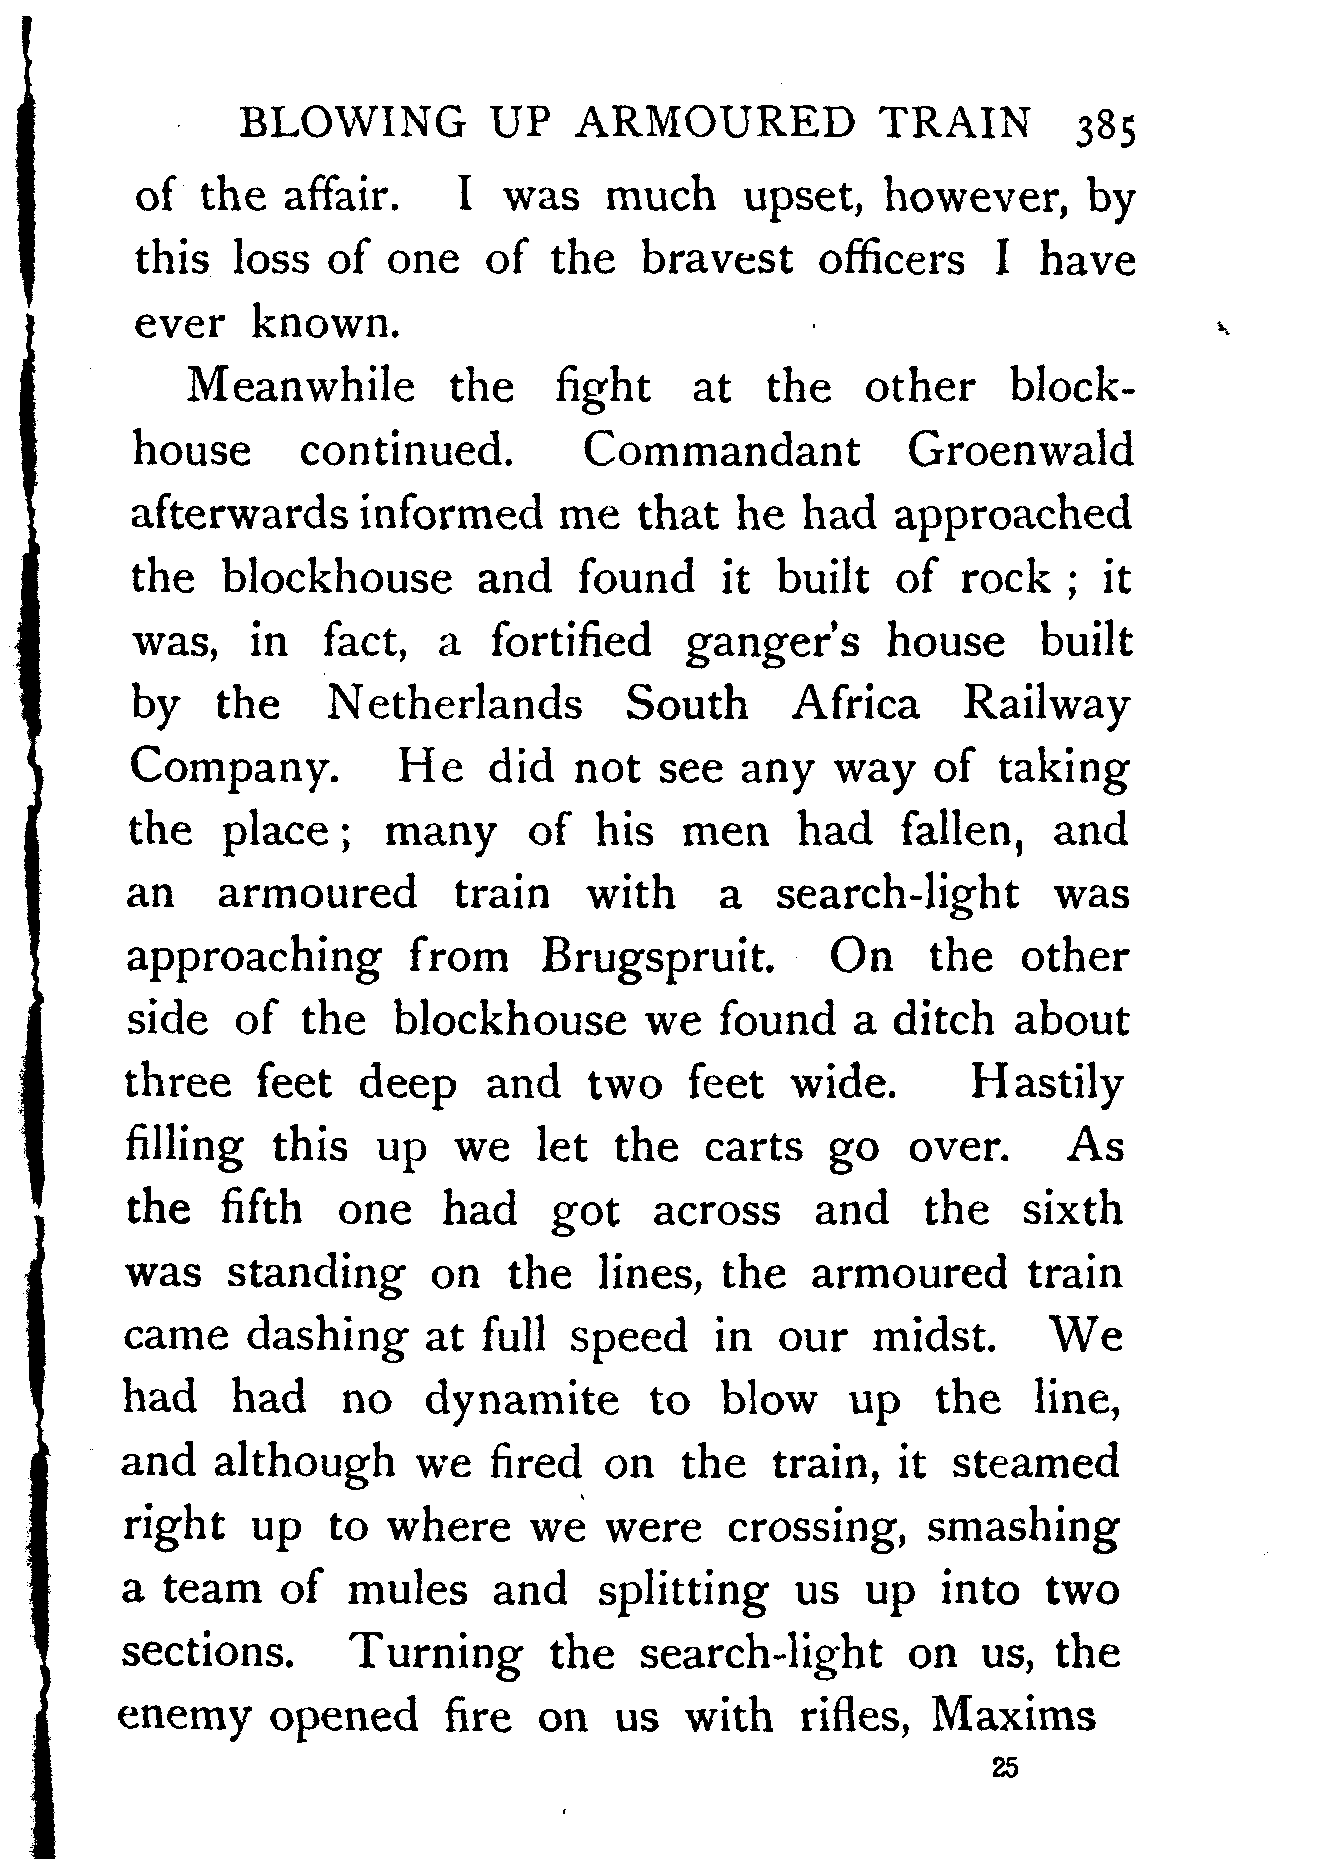 BLOWING UP ARMOURED TRAIN 385
of the affair. I was much upset, however, by
this loss of one of the bravest officers I have
ever known.
Meanwhile the fight at the other block-
house continued. Commandant Groenwald
afterwards informed me that he had approached
the blockhouse and found it built of rock ; it
was, in fact, a fortified ganger's house built
by the Netherlands South Africa Railway
Company. He did not see any way of taking
the place ; many of his men had fallen, and
an armoured train with a search-light was
approaching from Brugspruit. On the other
side of the blockhouse we found a ditch about
three feet deep and two feet wide. Hastily
filling this up we let the carts go over. As
the fifth one had got across and the sixth
was standing on the lines, the armoured train
came dashing at full speed in our midst. We
had had no dynamite to blow up the line,
and although we fired on the train, it steamed
right up to where we were crossing, smashing
a team of mules and splitting us up into two
sections. Turning the search-light on us, the
enemy opened fire on us with rifles, Maxims
25